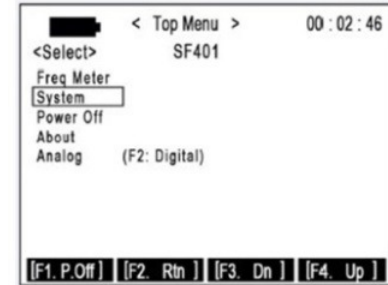 < Top Menu > 00 : 02 : 46
<Select> SF401
Freq Meter
System
Power Off
About
Analog (F2: Digital)
[F1. P.Off] [F2. Rtn ] [F3. Dn ] [F4. Up ]